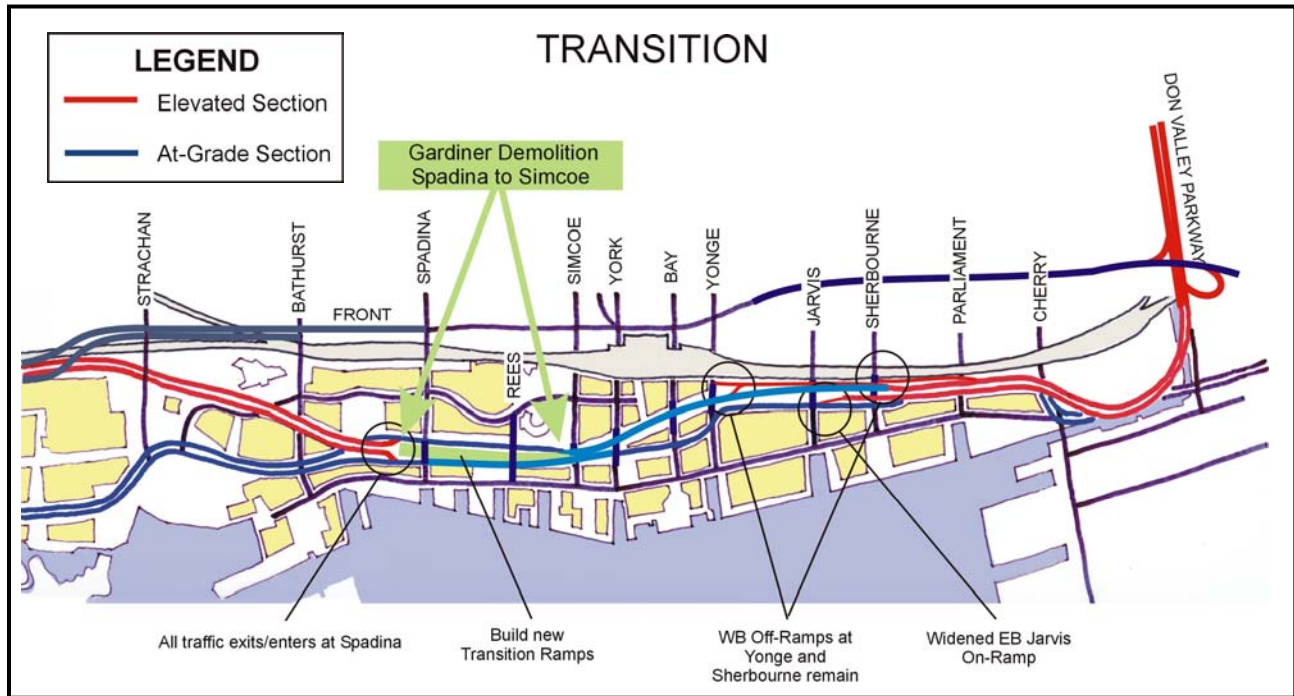 TRANSITION
LEGEND
Elevated Section
At-Grade Section
Gardiner Demolition
Spadina to Simcoe
DON VALLEY PARKWAY
STRACHAN
BATHURST
SPADINA
SIMCOE
YORK
BAY
YONGE
JARVIS
SHERBOURNE
PARLIAMENT
CHERRY
FRONT
REES
All traffic exits/enters at Spadina
Build new
Transition Ramps
WB Off-Ramps at
Yonge and
Sherbourne remain
Widened EB Jarvis
On-Ramp